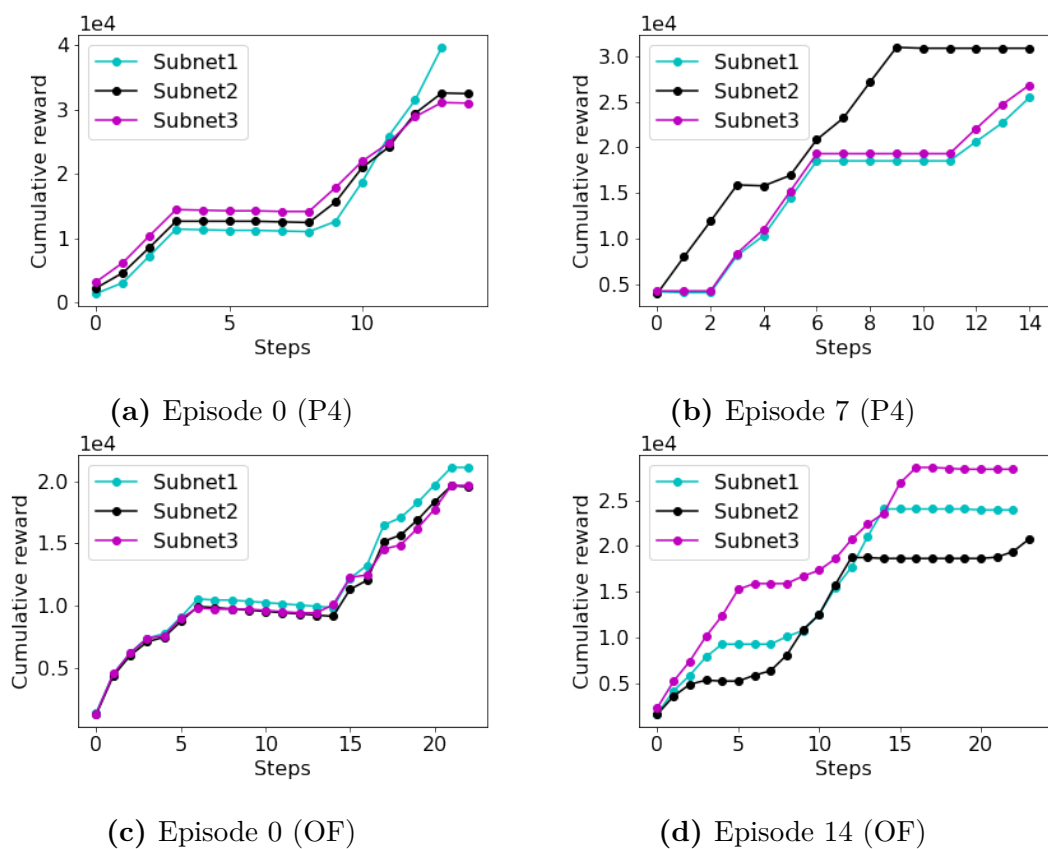 1e4
Cumulative reward
4
3
2
1
0
Subnet1
Subnet2
Subnet3
0 5 10
Steps
(a) Episode 0 (P4)
1e4
Cumulative reward
3.0
2.5
2.0
1.5
1.0
0.5
Subnet1
Subnet2
Subnet3
0 2 4 6 8 10 12 14
Steps
(b) Episode 7 (P4)
1e4
Cumulative reward
2.0
1.5
1.0
0.5
Subnet1
Subnet2
Subnet3
0 5 10 15 20
Steps
(c) Episode 0 (OF)
1e4
Cumulative reward
2.5
2.0
1.5
1.0
0.5
Subnet1
Subnet2
Subnet3
0 5 10 15 20
Steps
(d) Episode 14 (OF)